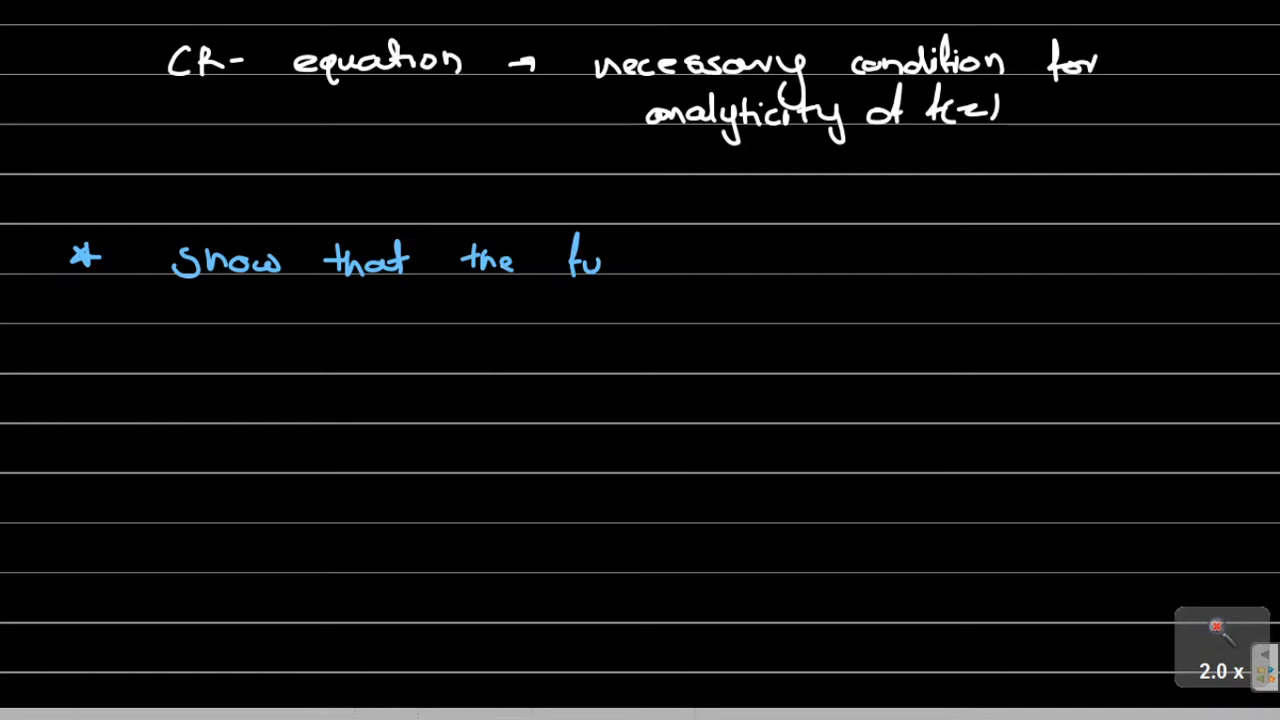 CR- equation → necessary condition for
analyticity of f(z)
* Show that the fu
2.0 x